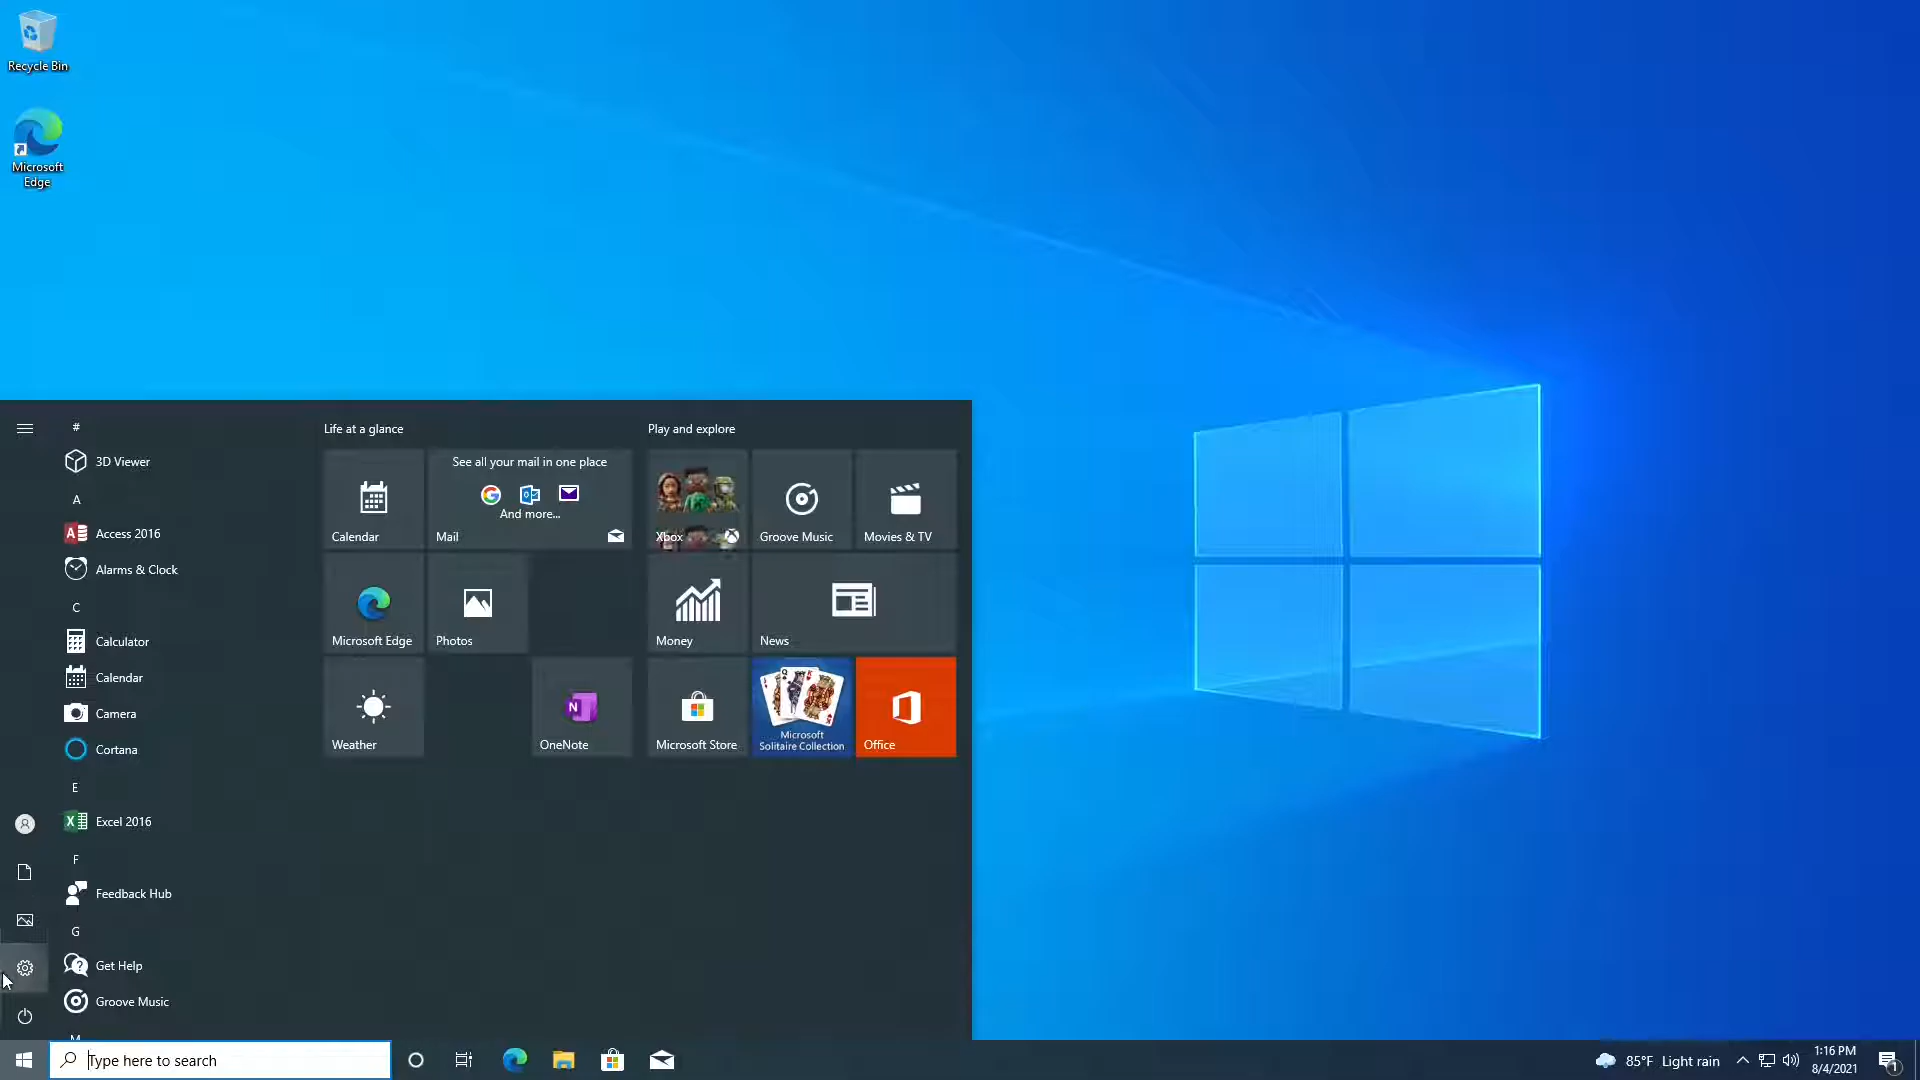 Recycle Bin
Microsoft
Edge
#
3D Viewer
A
Access 2016
Alarms & Clock
C
Calculator
Calendar
Camera
Cortana
E
Excel 2016
F
Feedback Hub
G
Get Help
Groove Music
M
Life at a glance
Calendar
See all your mail in one place
And more...
Mail
Microsoft Edge
Photos
Weather
OneNote
Play and explore
Xbox
Groove Music
Movies & TV
Money
News
Microsoft Store
Microsoft
Solitaire Collection
Office
Type here to search
85°F Light rain
1:16 PM
8/4/2021
1